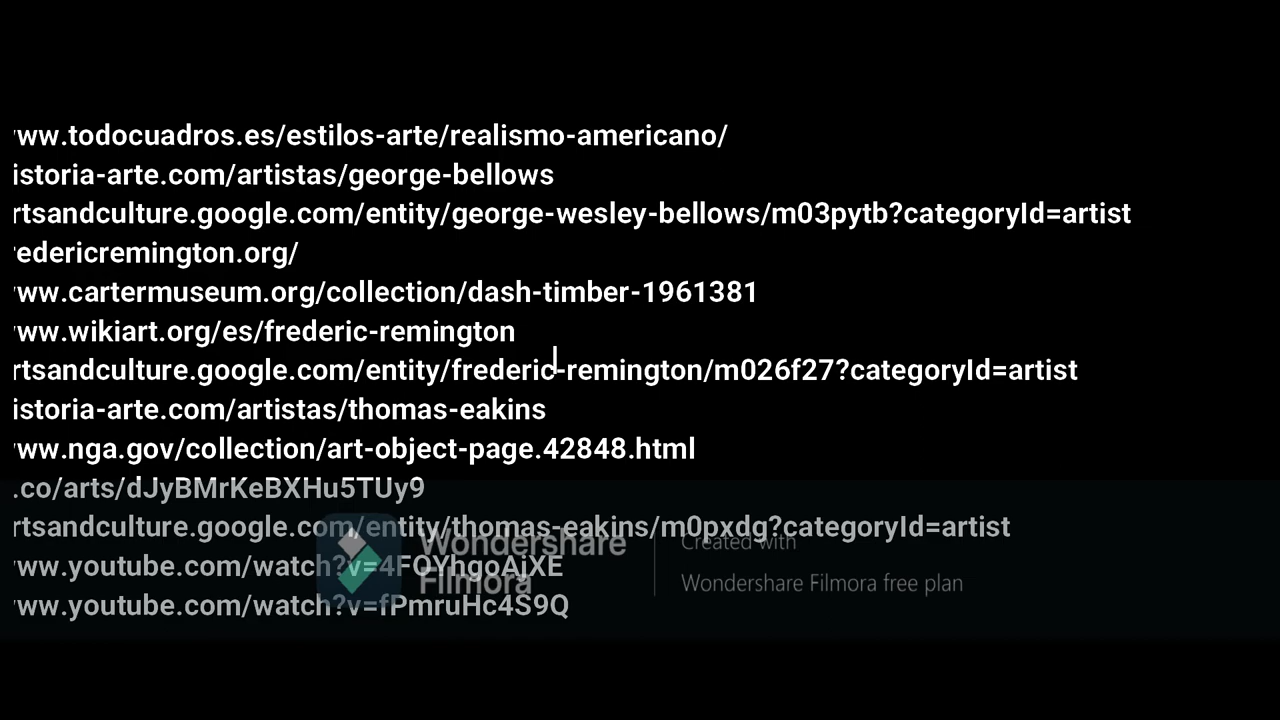 ww.todocuadros.es/estilos-arte/realismo-americano/
istoria-arte.com/artistas/george-bellows
rtsandculture.google.com/entity/george-wesley-bellows/m03pytb?categoryId=artist
redericremington.org/
ww.cartermuseum.org/collection/dash-timber-1961381
ww.wikiart.org/es/frederic-remington
rtsandculture.google.com/entity/frederic-remington/m026f27?categoryId=artist
istoria-arte.com/artistas/thomas-eakins
ww.nga.gov/collection/art-object-page.42848.html
.co/arts/dJyBMrKeBXHu5TUy9
rtsandculture.google.com/entity/thomas-eakins/m0pxdg?categoryId=artist
ww.youtube.com/watch?v=4FQYhgoAjXE
ww.youtube.com/watch?v=fPmruHc4S9Q
Wondershare
Filmora
Created with
Wondershare Filmora free plan